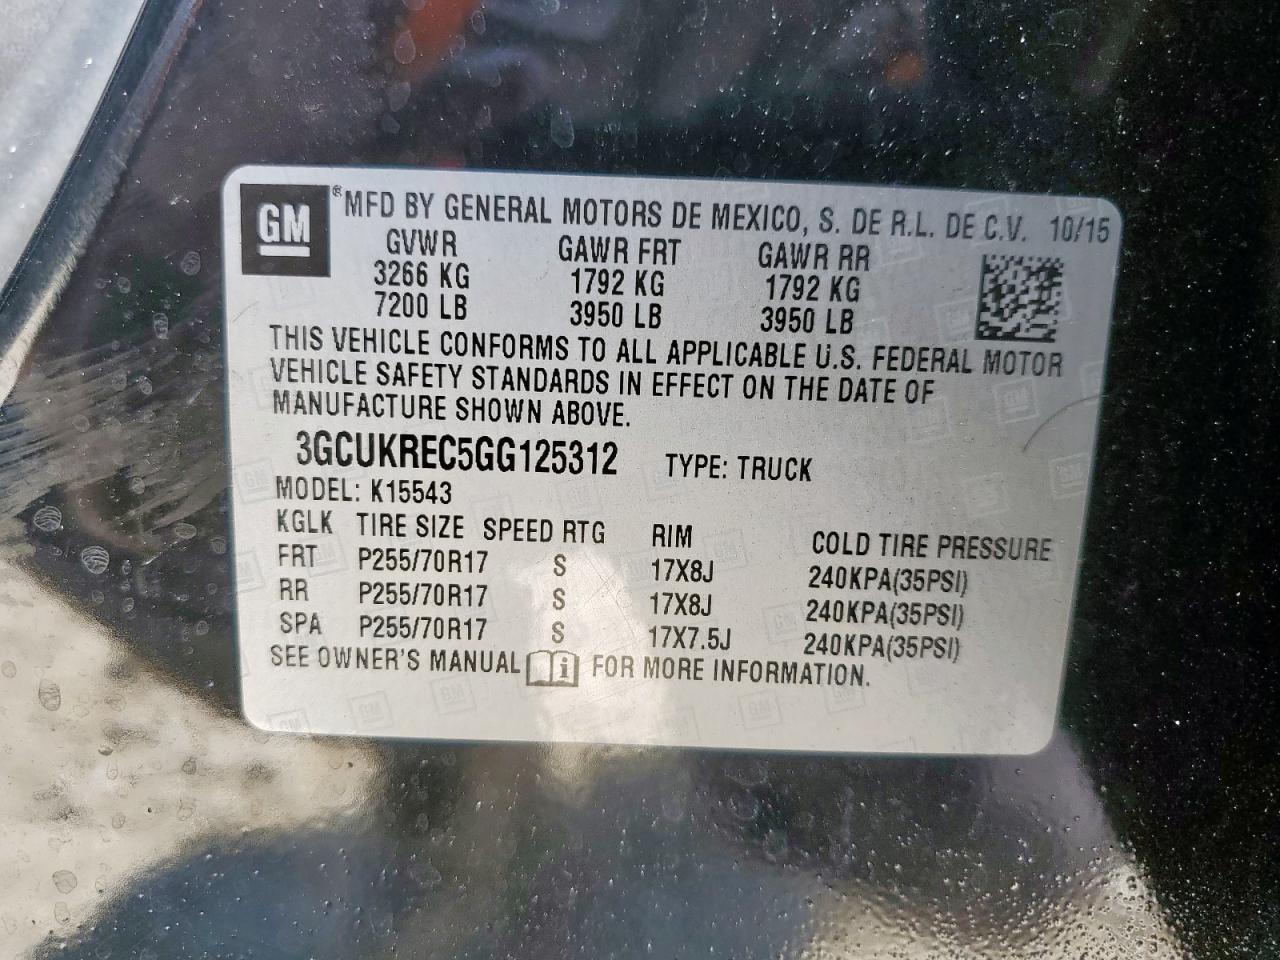 GM ® MFD BY GENERAL MOTORS DE MEXICO, S. DE R.L. DE C.V. 10/15
GVWR GAWR FRT GAWR RR
3266 KG 1792 KG 1792 KG
7200 LB 3950 LB 3950 LB
THIS VEHICLE CONFORMS TO ALL APPLICABLE U.S. FEDERAL MOTOR
VEHICLE SAFETY STANDARDS IN EFFECT ON THE DATE OF
MANUFACTURE SHOWN ABOVE.
3GCUKREC5GG125312 TYPE: TRUCK
MODEL: K15543
KGLK TIRE SIZE SPEED RTG RIM COLD TIRE PRESSURE
FRT P255/70R17 S 17X8J 240KPA(35PSI)
RR P255/70R17 S 17X8J 240KPA(35PSI)
SPA P255/70R17 S 17X7.5J 240KPA(35PSI)
SEE OWNER'S MANUAL i FOR MORE INFORMATION.